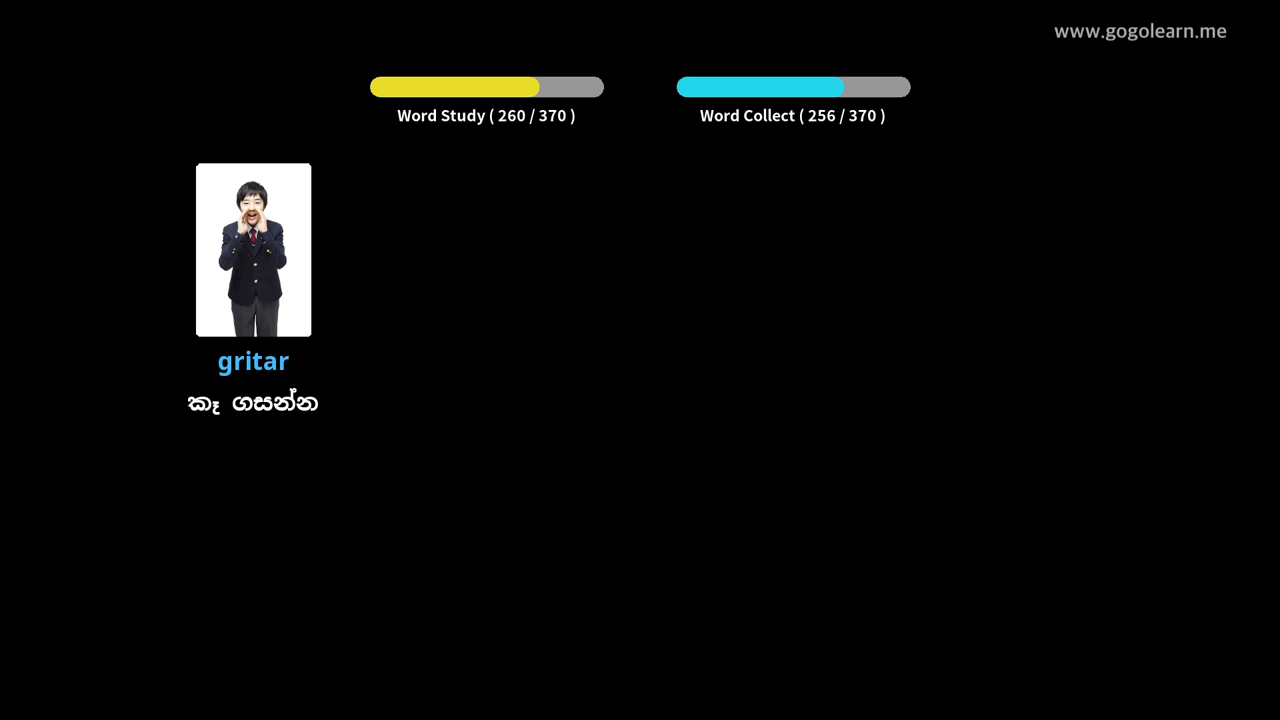 www.gogolearn.me
Word Study ( 260 / 370 )
Word Collect ( 256 / 370 )
gritar
කෑ ගසන්න